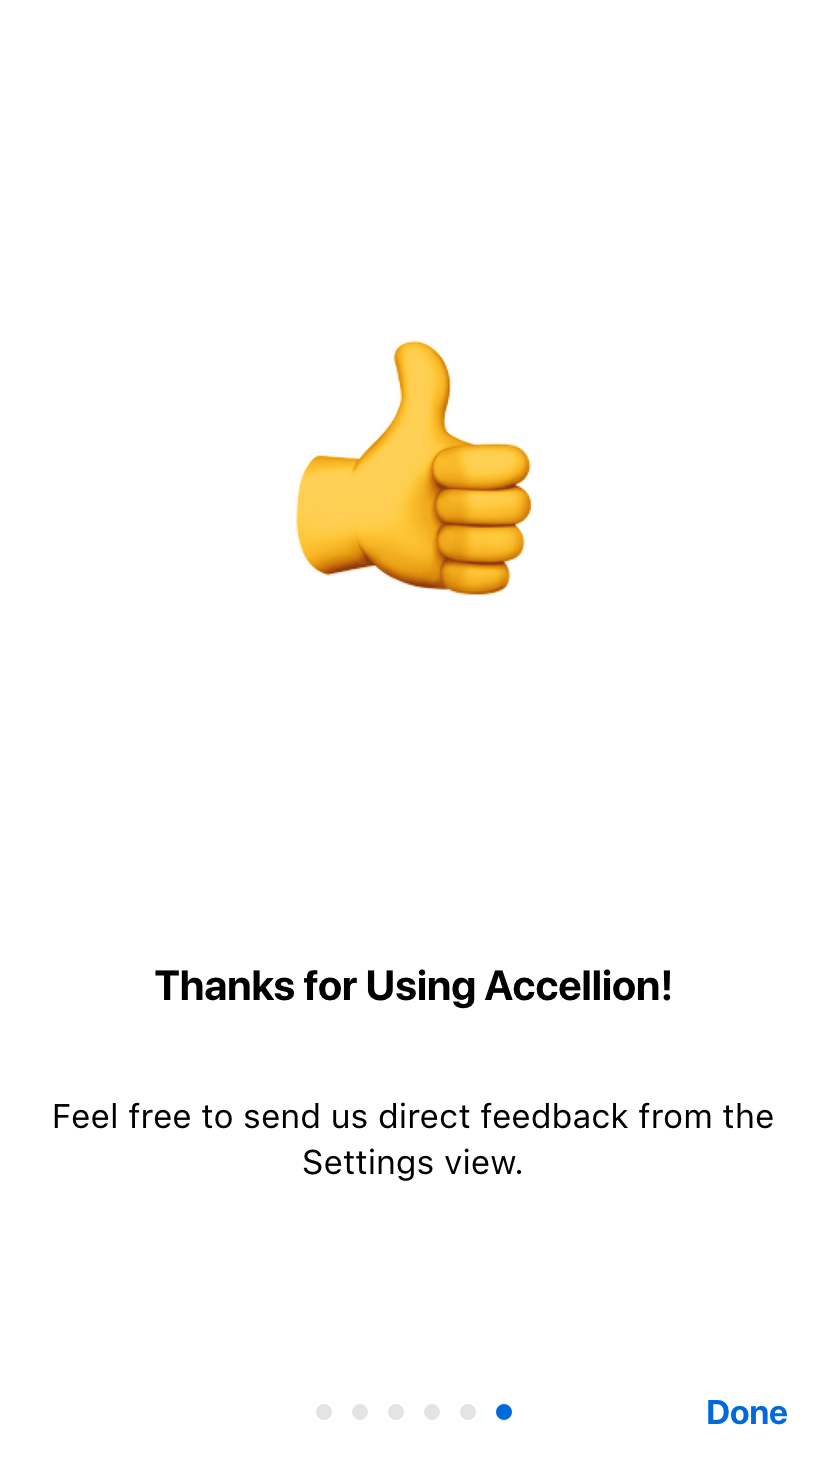 Thanks for Using Accellion!
Feel free to send us direct feedback from the
Settings view.
Done